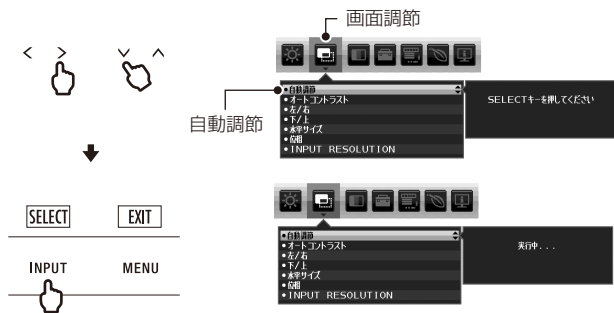 画面調節
自動調節
•自動調節
•オートコントラスト
•左/右
•下/上
•水平サイズ
•位相
•INPUT RESOLUTION
SELECTキーを押してください
SELECT
EXIT
INPUT
MENU
•自動調節
•オートコントラスト
•左/右
•下/上
•水平サイズ
•位相
•INPUT RESOLUTION
実行中...